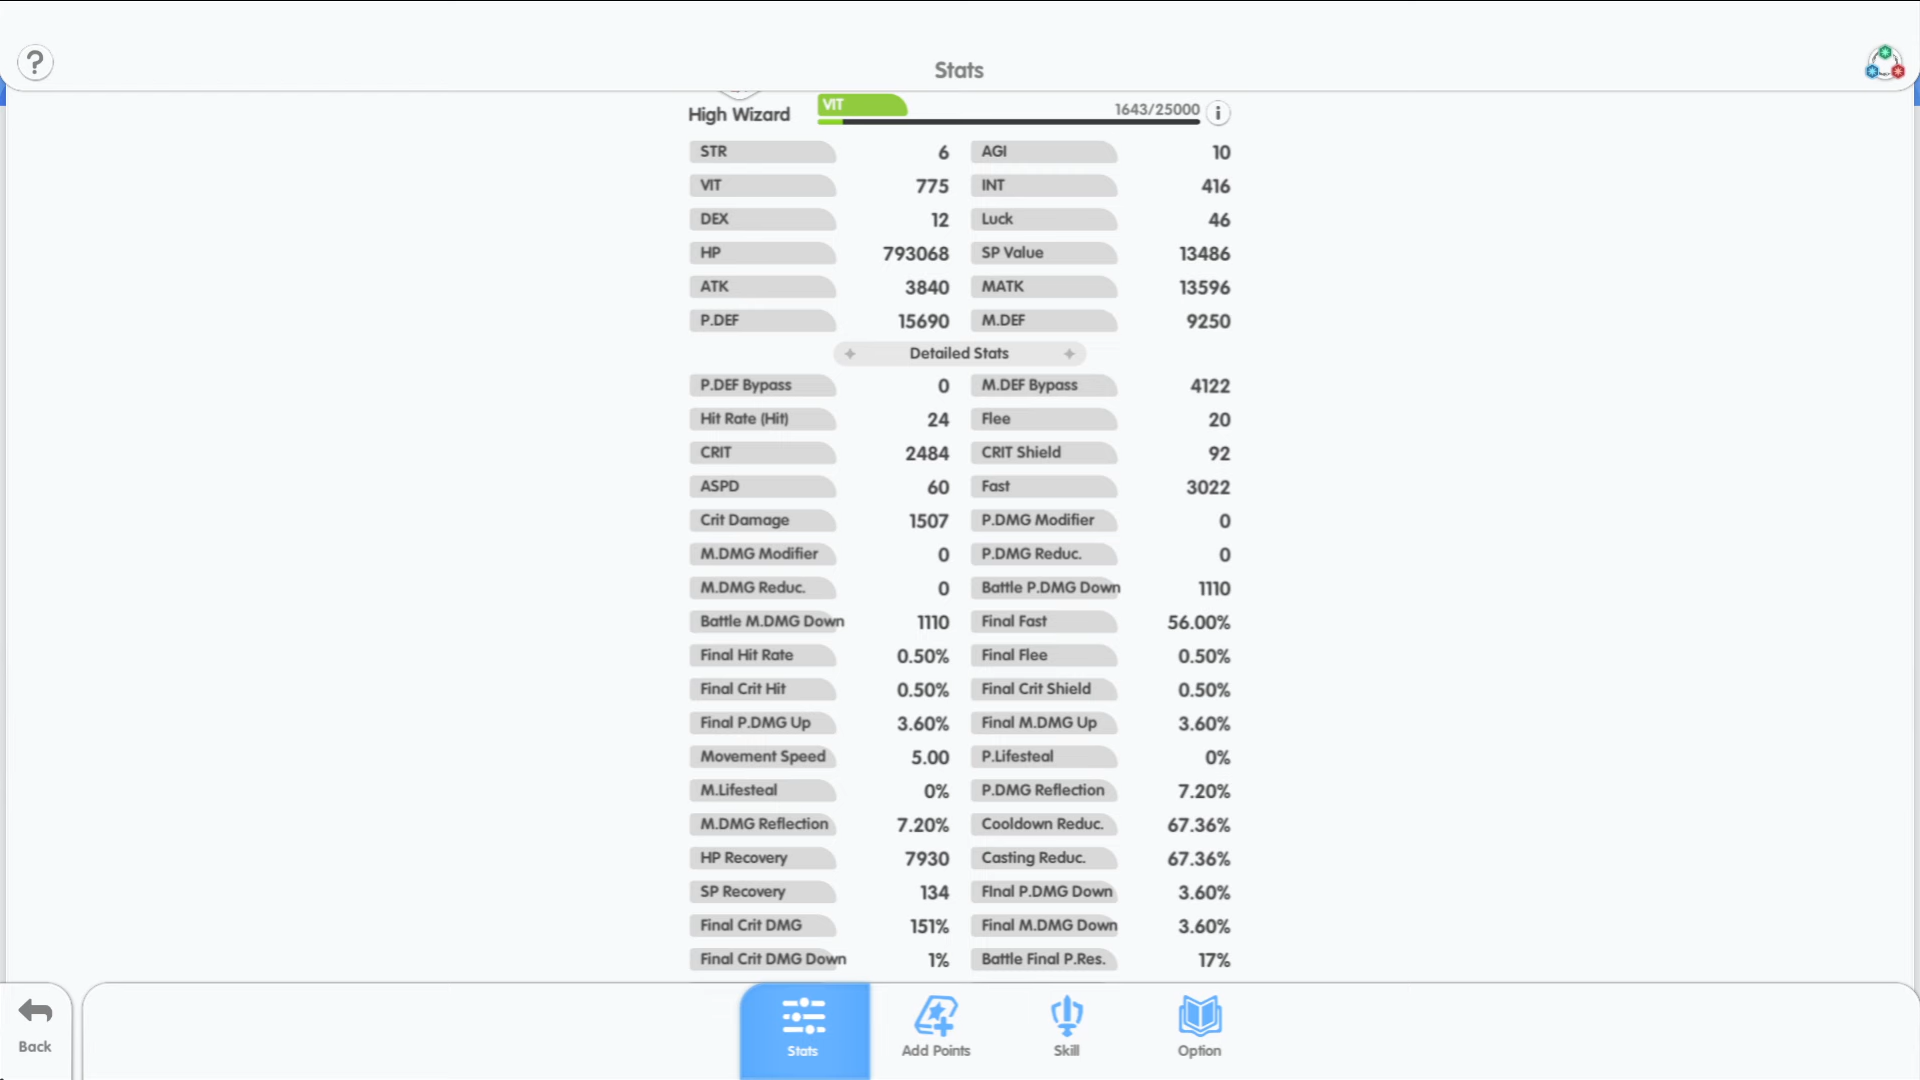 ?
Stats
High Wizard VIT 1643/25000 i
STR 6 AGI 10
VIT 775 INT 416
DEX 12 Luck 46
HP 793068 SP Value 13486
ATK 3840 MATK 13596
P.DEF 15690 M.DEF 9250
Detailed Stats
P.DEF Bypass 0 M.DEF Bypass 4122
Hit Rate (Hit) 24 Flee 20
CRIT 2484 CRIT Shield 92
ASPD 60 Fast 3022
Crit Damage 1507 P.DMG Modifier 0
M.DMG Modifier 0 P.DMG Reduc. 0
M.DMG Reduc. 0 Battle P.DMG Down 1110
Battle M.DMG Down 1110 Final Fast 56.00%
Final Hit Rate 0.50% Final Flee 0.50%
Final Crit Hit 0.50% Final Crit Shield 0.50%
Final P.DMG Up 3.60% Final M.DMG Up 3.60%
Movement Speed 5.00 P.Lifesteal 0%
M.Lifesteal 0% P.DMG Reflection 7.20%
M.DMG Reflection 7.20% Cooldown Reduc. 67.36%
HP Recovery 7930 Casting Reduc. 67.36%
SP Recovery 134 FInal P.DMG Down 3.60%
Final Crit DMG 151% Final M.DMG Down 3.60%
Final Crit DMG Down 1% Battle Final P.Res. 17%
Back Stats Add Points Skill Option